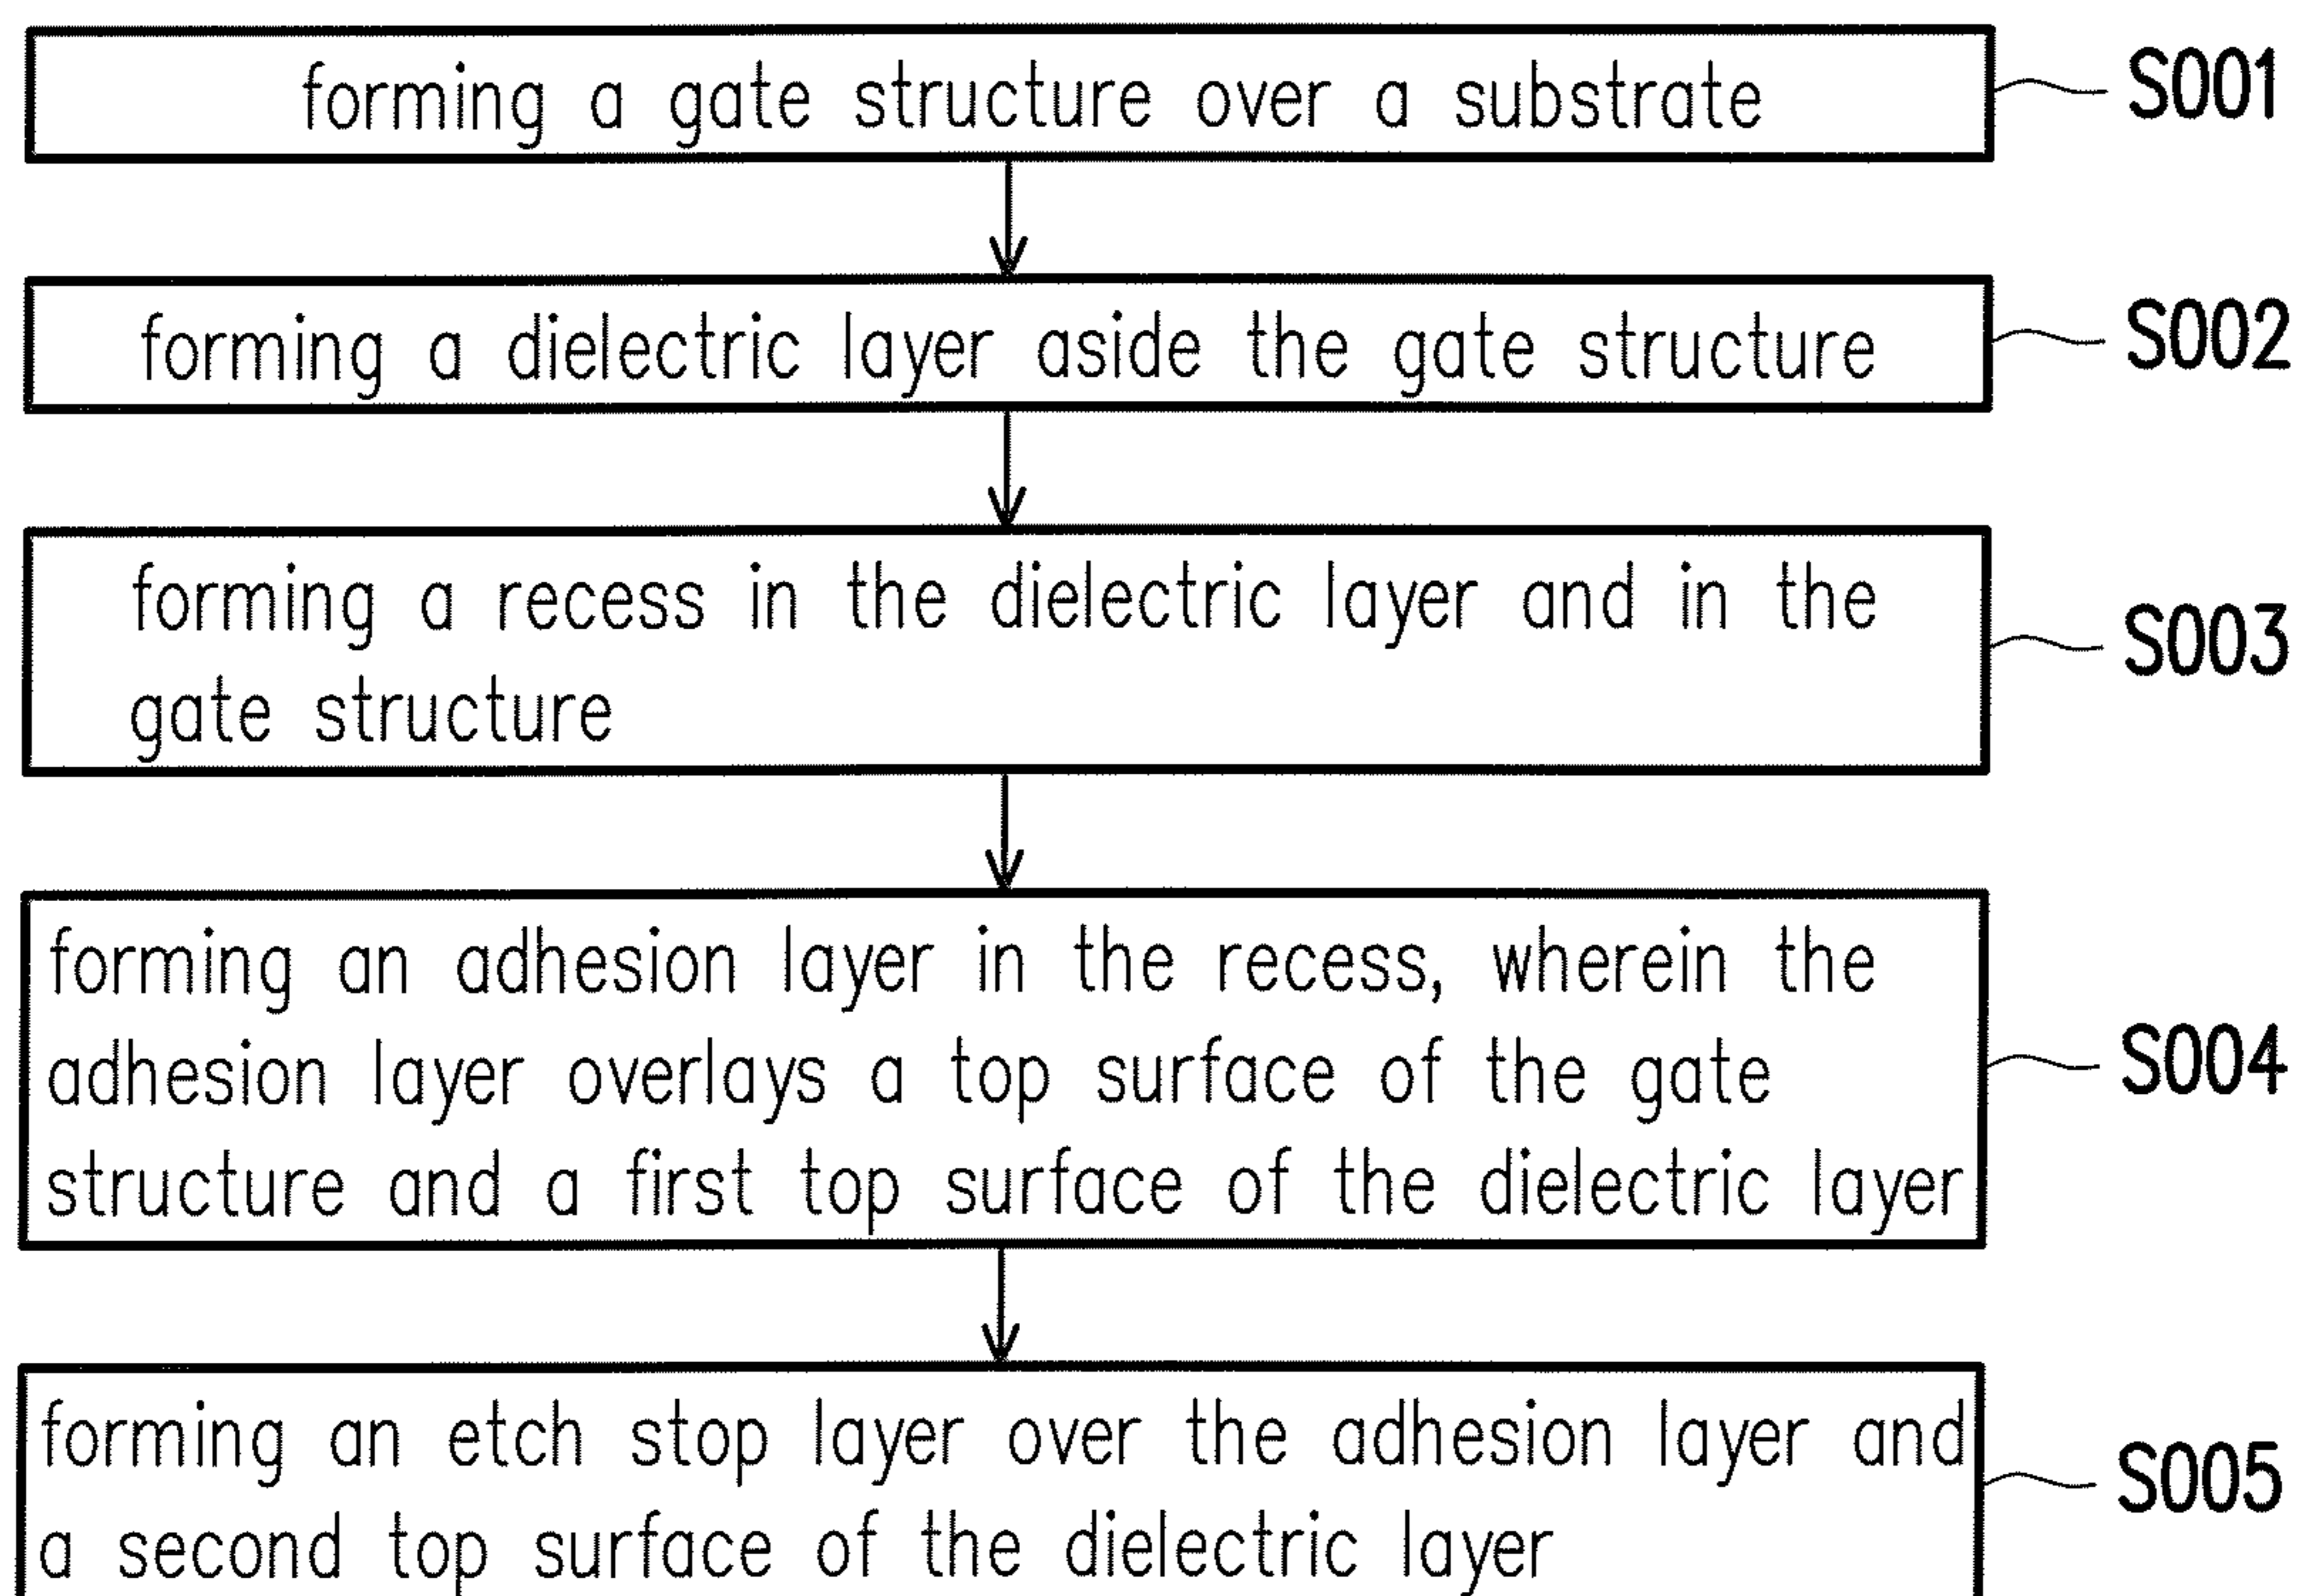 forming a gate structure over a substrate
S001
forming a dielectric layer aside the gate structure
S002
forming a recess in the dielectric layer and in the
gate structure
S003
forming an adhesion layer in the recess, wherein the
adhesion layer overlays a top surface of the gate
structure and a first top surface of the dielectric layer
S004
forming an etch stop layer over the adhesion layer and
a second top surface of the dielectric layer
S005